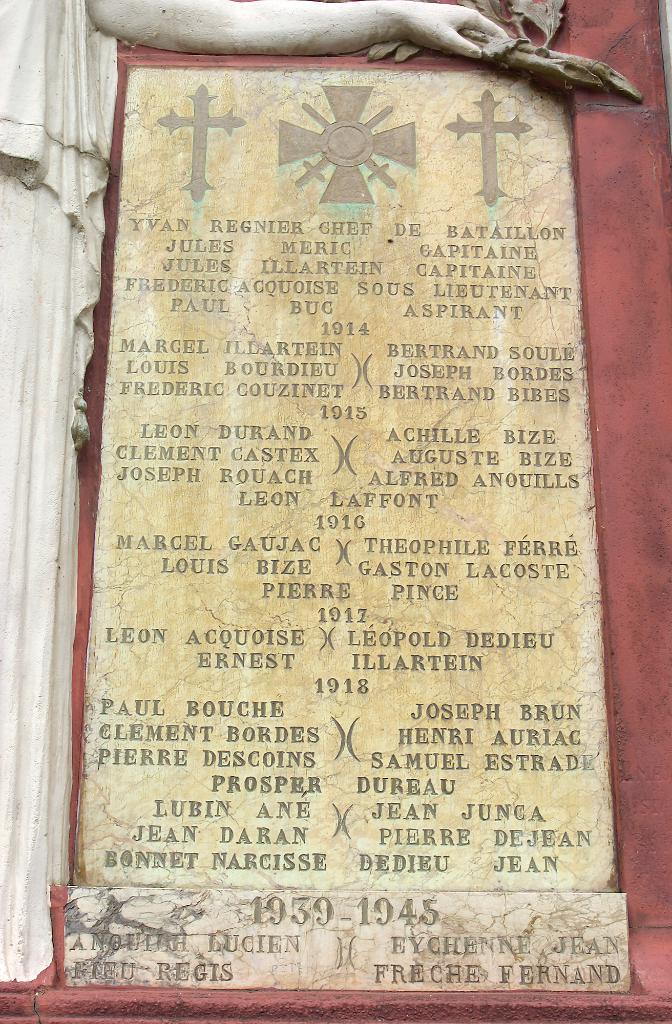 YVAN REGNIER CHEF DE BATAILLON
JULES MERIC CAPITAINE
JULES ILLARTEIN CAPITAINE
FREDERIC ACQUOISE SOUS LIEUTENANT
PAUL BUC ASPIRANT
1914
MARCEL ILLARTEIN BERTRAND SOULÉ
LOUIS BOURDIEU JOSEPH BORDES
FREDERIC COUZINET BERTRAND BIBES
1915
LEON DURAND ACHILLE BIZE
CLEMENT CASTEX AUGUSTE BIZE
JOSEPH ROUACH ALFRED ANOUILLS
LEON LAFFONT
1916
MARCEL GAUJAC THEOPHILE FÉRRÉ
LOUIS BIZE GASTON LACOSTE
PIERRE PINCE
1917
LEON ACQUOISE LÉOPOLD DEDIEU
ERNEST ILLARTEIN
1918
PAUL BOUCHE JOSEPH BRUN
CLÉMENT BORDES HENRI AURIAC
PIERRE DESCOINS SAMUEL ESTRADE
PROSPER DUREAU
LUBIN ANÉ JEAN JUNCA
JEAN DARAN PIERRE DEJEAN
BONNET NARCISSE DEDIEU JEAN
1939-1945
ANOUILH LUCIEN EYCHENNE JEAN
REGIS FRÊCHE FERNAND